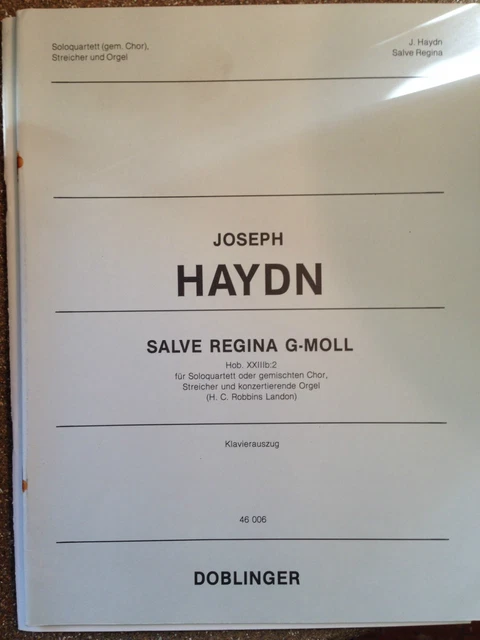 Soloquartett (gem. Chor),
Streicher und Orgel
J. Haydn
Salve Regina
JOSEPH
HAYDN
SALVE REGINA G-MOLL
Hob. XXIIIb:2
für Soloquartett oder gemischten Chor,
Streicher und konzertierende Orgel
(H. C. Robbins Landon)
Klavierauszug
46 006
DOBLINGER